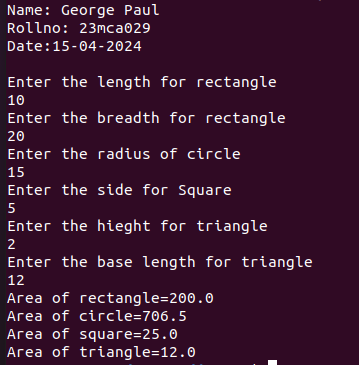 Name: George Paul
Rollno: 23mca029
Date:15-04-2024
Enter the length for rectangle
10
Enter the breadth for rectangle
20
Enter the radius of circle
15
Enter the side for Square
5
Enter the hieght for triangle
2
Enter the base length for triangle
12
Area of rectangle=200.0
Area of circle=706.5
Area of square=25.0
Area of triangle=12.0